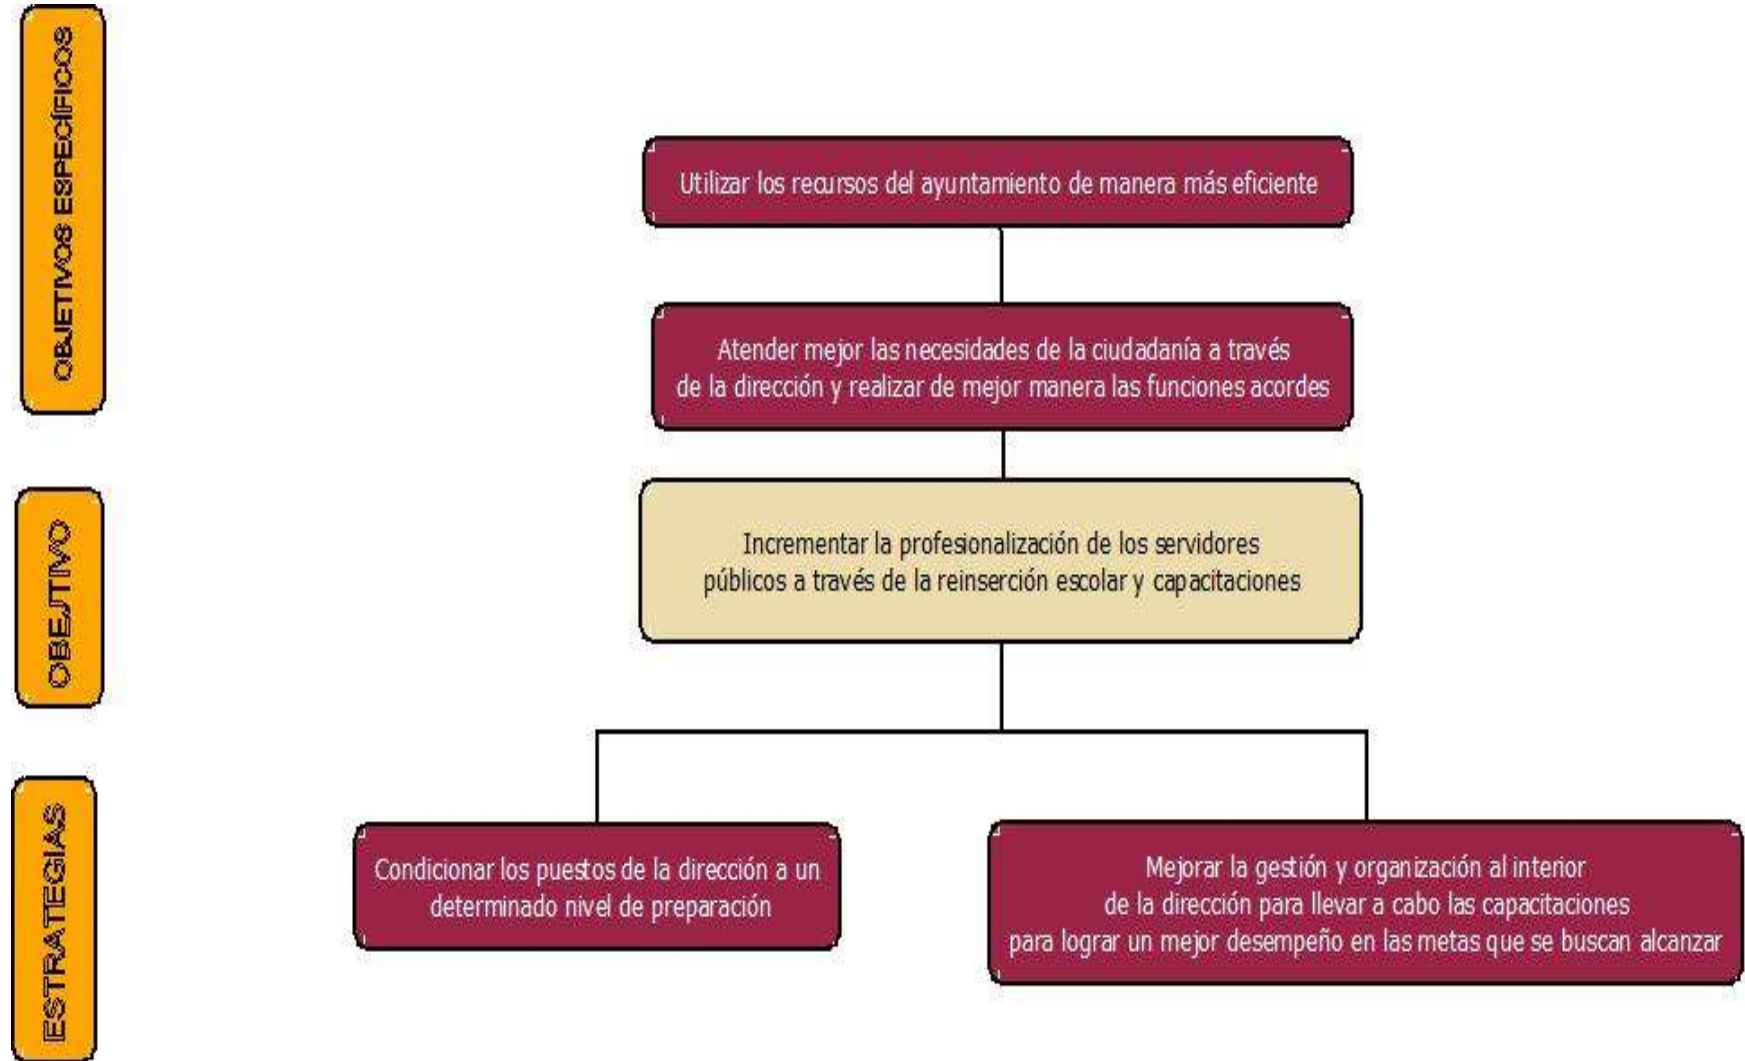 OBJETIVOS ESPECÍFICOS
Utilizar los recursos del ayuntamiento de manera más eficiente
Atender mejor las necesidades de la ciudadanía a través
de la dirección y realizar de mejor manera las funciones acordes
OBEJTIVO
Incrementar la profesionalización de los servidores
públicos a través de la reinserción escolar y capacitaciones
ESTRATEGIAS
Condicionar los puestos de la dirección a un
determinado nivel de preparación
Mejorar la gestión y organización al interior
de la dirección para llevar a cabo las capacitaciones
para lograr un mejor desempeño en las metas que se buscan alcanzar